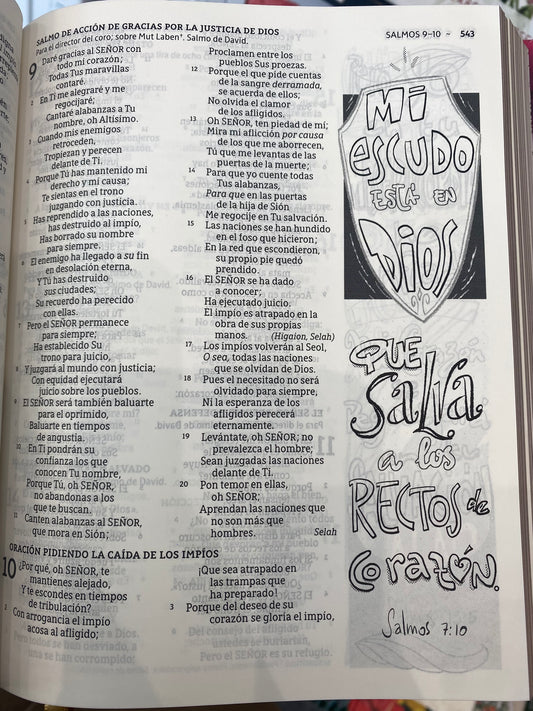 SALMOS 9–10 ~ 543
SALMO DE ACCIÓN DE GRACIAS POR LA JUSTICIA DE DIOS
Para el director del coro; sobre Mut Laben¹. Salmo de David.
9 Daré gracias al SEÑOR con
todo mi corazón;
Todas Tus maravillas
contaré.
2 En Ti me alegraré y me
regocijaré;
Cantaré alabanzas a Tu
nombre, oh Altísimo.
3 Cuando mis enemigos
retroceden,
Tropiezan y perecen
delante de Ti.
4 Porque Tú has mantenido mi
derecho y mi causa;
Te sientas en el trono
juzgando con justicia.
5 Has reprendido a las naciones,
has destruido al impío,
Has borrado su nombre
para siempre.
6 El enemigo ha llegado a su fin
en desolación eterna,
Y Tú has destruido
sus ciudades;
Su recuerdo ha perecido
con ellas.
7 Pero el SEÑOR permanece
para siempre;
Ha establecido Su
trono para juicio,
8 Y juzgará al mundo con justicia;
Con equidad ejecutará
juicio sobre los pueblos.
9 El SEÑOR será también baluarte
para el oprimido,
Baluarte en tiempos
de angustia.
10 En Ti pondrán su
confianza los que
conocen Tu nombre,
Porque Tú, oh SEÑOR,
no abandonas a los
que te buscan.
11 Canten alabanzas al SEÑOR,
que mora en Sión;
Proclamen entre los
pueblos Sus proezas.
12 Porque el que pide cuentas
de la sangre derramada,
se acuerda de ellos;
No olvida el clamor
de los afligidos.
13 Oh SEÑOR, ten piedad de mí;
Mira mi aflicción por causa
de los que me aborrecen,
Tú que me levantas de las
puertas de la muerte;
14 Para que yo cuente todas
Tus alabanzas,
Para que en las puertas
de la hija de Sión
Me regocije en Tu salvación.
15 Las naciones se han hundido
en el foso que hicieron;
En la red que escondieron,
su propio pie quedó
prendido.
16 El SEÑOR se ha dado
a conocer;
Ha ejecutado juicio.
El impío es atrapado en la
obra de sus propias
manos. (Higaion, Selah)
17 Los impíos volverán al Seol,
O sea, todas las naciones
que se olvidan de Dios.
18 Pues el necesitado no será
olvidado para siempre,
Ni la esperanza de los
afligidos perecerá
eternamente.
19 Levántate, oh SEÑOR; no
prevalezca el hombre;
Sean juzgadas las naciones
delante de Ti.
20 Pon temor en ellas,
oh SEÑOR;
Aprendan las naciones que
no son más que
hombres. Selah
ORACIÓN PIDIENDO LA CAÍDA DE LOS IMPÍOS
10 ¿Por qué, oh SEÑOR, te
mantienes alejado,
Y te escondes en tiempos
de tribulación?
2 Con arrogancia el impío
acosa al afligido;
¡Que sea atrapado en
las trampas que
ha preparado!
3 Porque del deseo de su
corazón se gloría el impío,
Mi
escudo
está en
Dios
que
salva
a los
RECTOS de
corazón.
Salmos 7:10